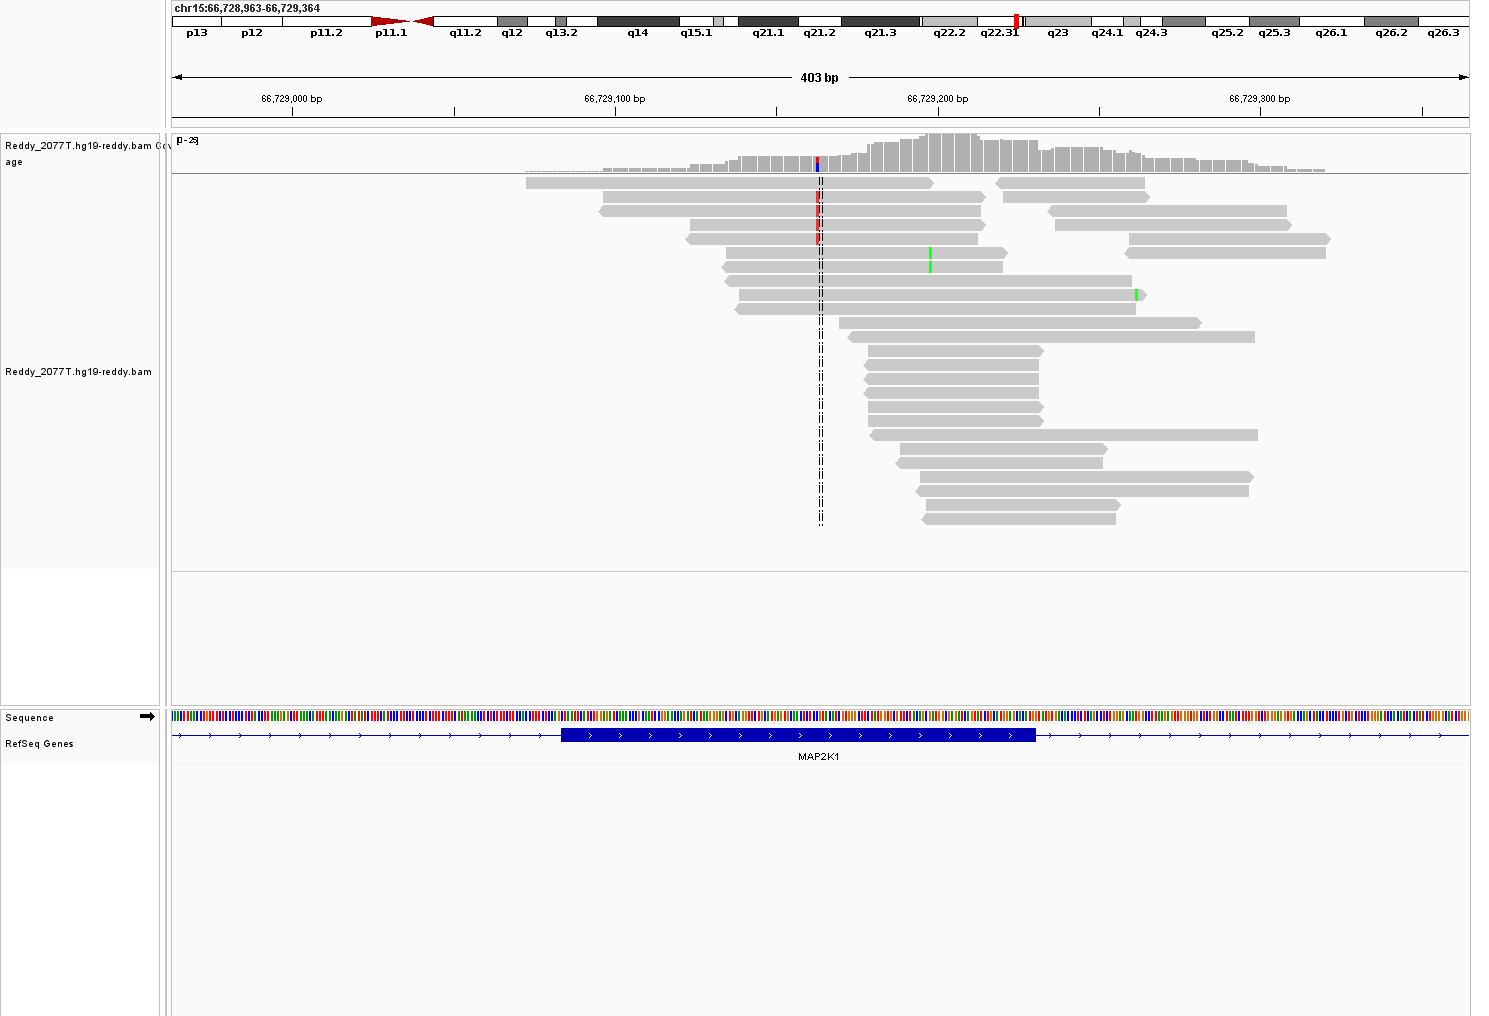 chr15:66,728,963-66,729,364
p13 p12 p11.2 p11.1 q11.2 q12 q13.2 q14 q15.1 q21.1 q21.2 q21.3 q22.2 q22.31 q23 q24.1 q24.3 q25.2 q25.3 q26.1 q26.2 q26.3
403 bp
66,729,000 bp 66,729,100 bp 66,729,200 bp 66,729,300 bp
Reddy_2077T.hg19-reddy.bam Cov
age
[0-25]
Reddy_2077T.hg19-reddy.bam
Sequence
RefSeq Genes
MAP2K1